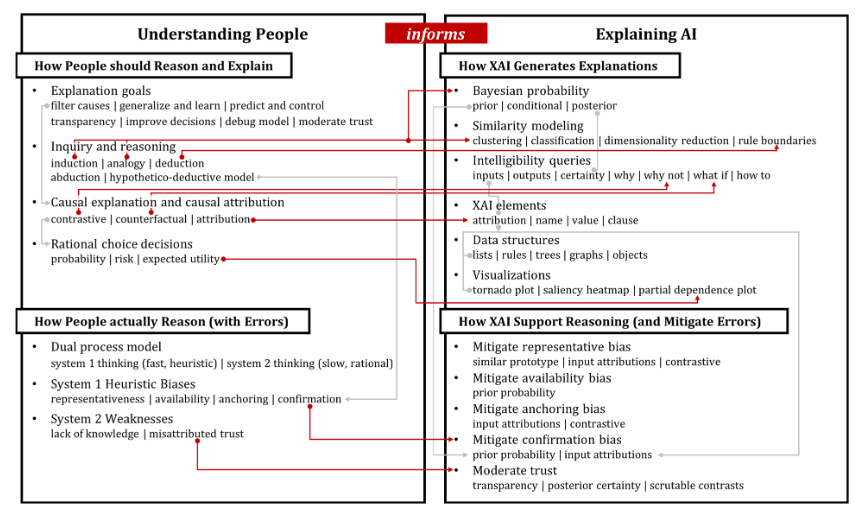 Understanding People
informs
Explaining AI
How People should Reason and Explain
• Explanation goals
filter causes | generalize and learn | predict and control
transparency | improve decisions | debug model | moderate trust
• Inquiry and reasoning
induction | analogy | deduction
abduction | hypothetico-deductive model
• Causal explanation and causal attribution
contrastive | counterfactual | attribution
• Rational choice decisions
probability | risk | expected utility
How People actually Reason (with Errors)
• Dual process model
system 1 thinking (fast, heuristic) | system 2 thinking (slow, rational)
• System 1 Heuristic Biases
representativeness | availability | anchoring | confirmation
• System 2 Weaknesses
lack of knowledge | misattributed trust
How XAI Generates Explanations
• Bayesian probability
prior | conditional | posterior
• Similarity modeling
clustering | classification | dimensionality reduction | rule boundaries
• Intelligibility queries
inputs | outputs | certainty | why | why not | what if | how to
• XAI elements
attribution | name | value | clause
• Data structures
lists | rules | trees | graphs | objects
• Visualizations
tornado plot | saliency heatmap | partial dependence plot
How XAI Support Reasoning (and Mitigate Errors)
• Mitigate representative bias
similar prototype | input attributions | contrastive
• Mitigate availability bias
prior probability
• Mitigate anchoring bias
input attributions | contrastive
• Mitigate confirmation bias
prior probability | input attributions
• Moderate trust
transparency | posterior certainty | scrutable contrasts